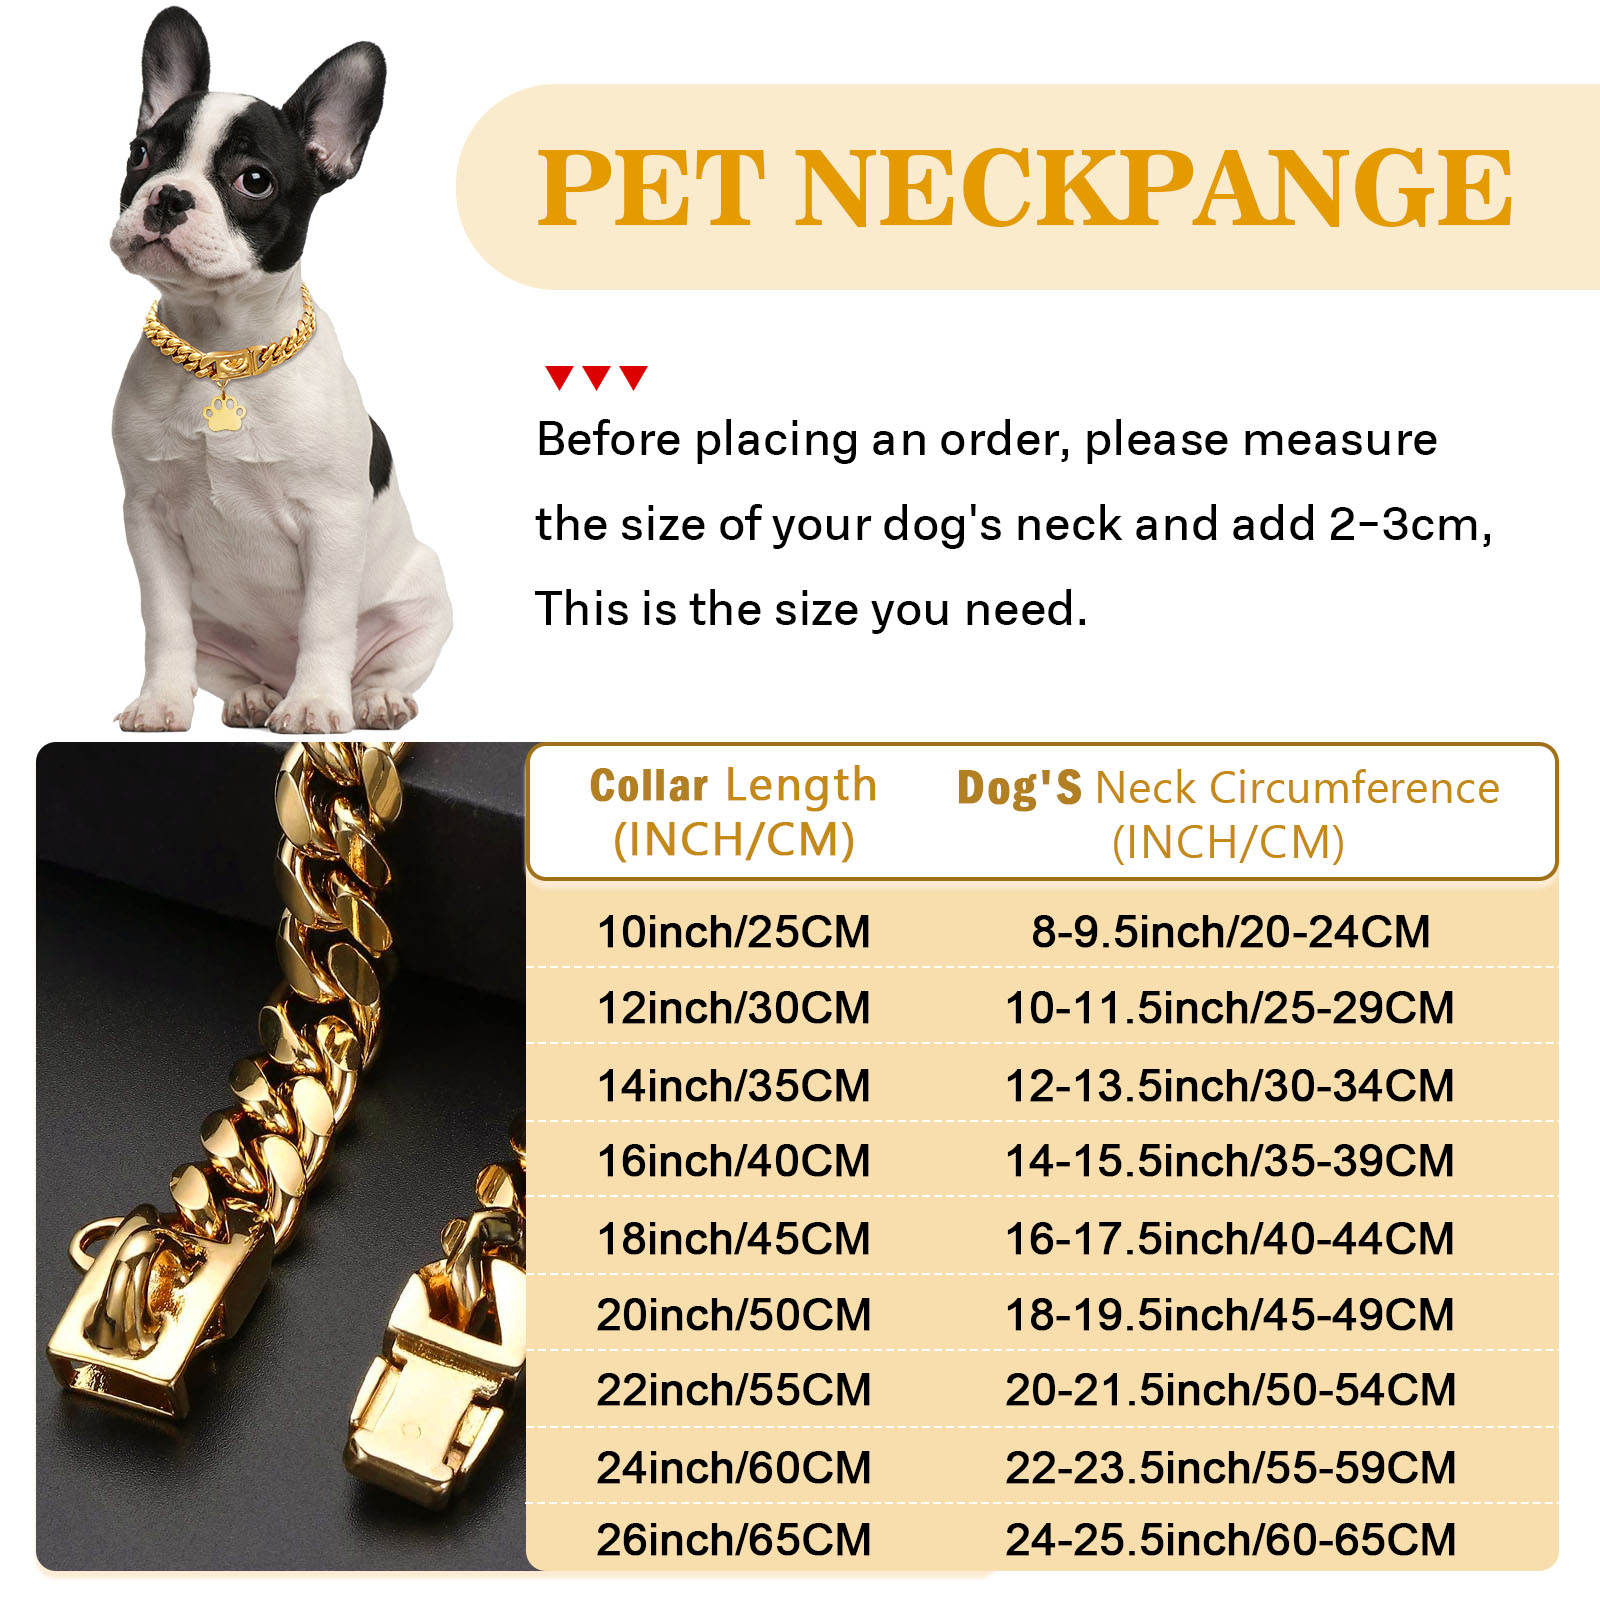 PET NECKPANGE
Before placing an order, please measure
the size of your dog's neck and add 2-3cm,
This is the size you need.
Collar Length Dog'S Neck Circumference
(INCH/CM) (INCH/CM)
10inch/25CM 8-9.5inch/20-24CM
12inch/30CM 10-11.5inch/25-29CM
14inch/35CM 12-13.5inch/30-34CM
16inch/40CM 14-15.5inch/35-39CM
18inch/45CM 16-17.5inch/40-44CM
20inch/50CM 18-19.5inch/45-49CM
22inch/55CM 20-21.5inch/50-54CM
24inch/60CM 22-23.5inch/55-59CM
26inch/65CM 24-25.5inch/60-65CM